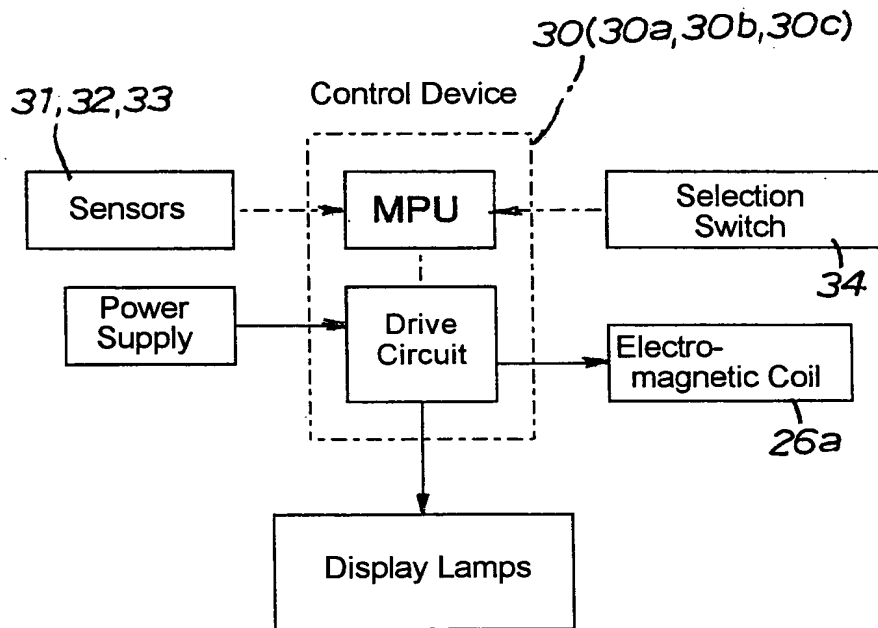 30(30a,30b,30c)
31,32,33
Control Device
Sensors
MPU
Selection
Switch
34
Power
Supply
Drive
Circuit
Electro-
magnetic Coil
26a
Display Lamps